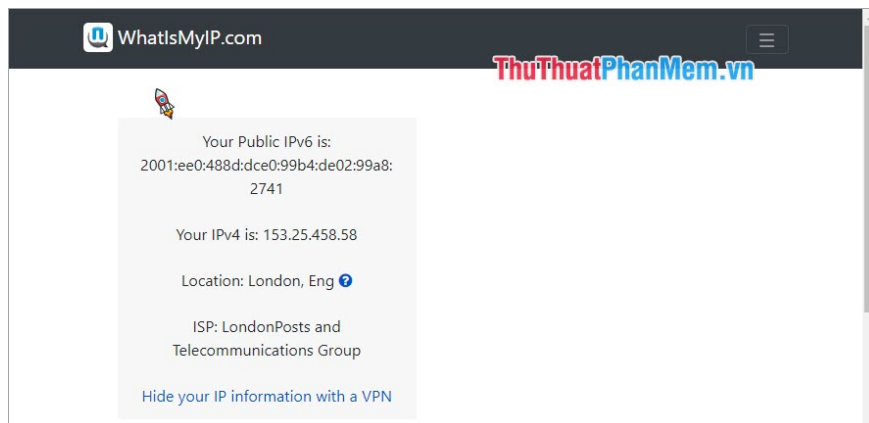 WhatIsMyIP.com
ThuThuatPhanMem.vn
Your Public IPv6 is:
2001:ee0:488d:dce0:99b4:de02:99a8:
2741
Your IPv4 is: 153.25.458.58
Location: London, Eng
ISP: LondonPosts and
Telecommunications Group
Hide your IP information with a VPN